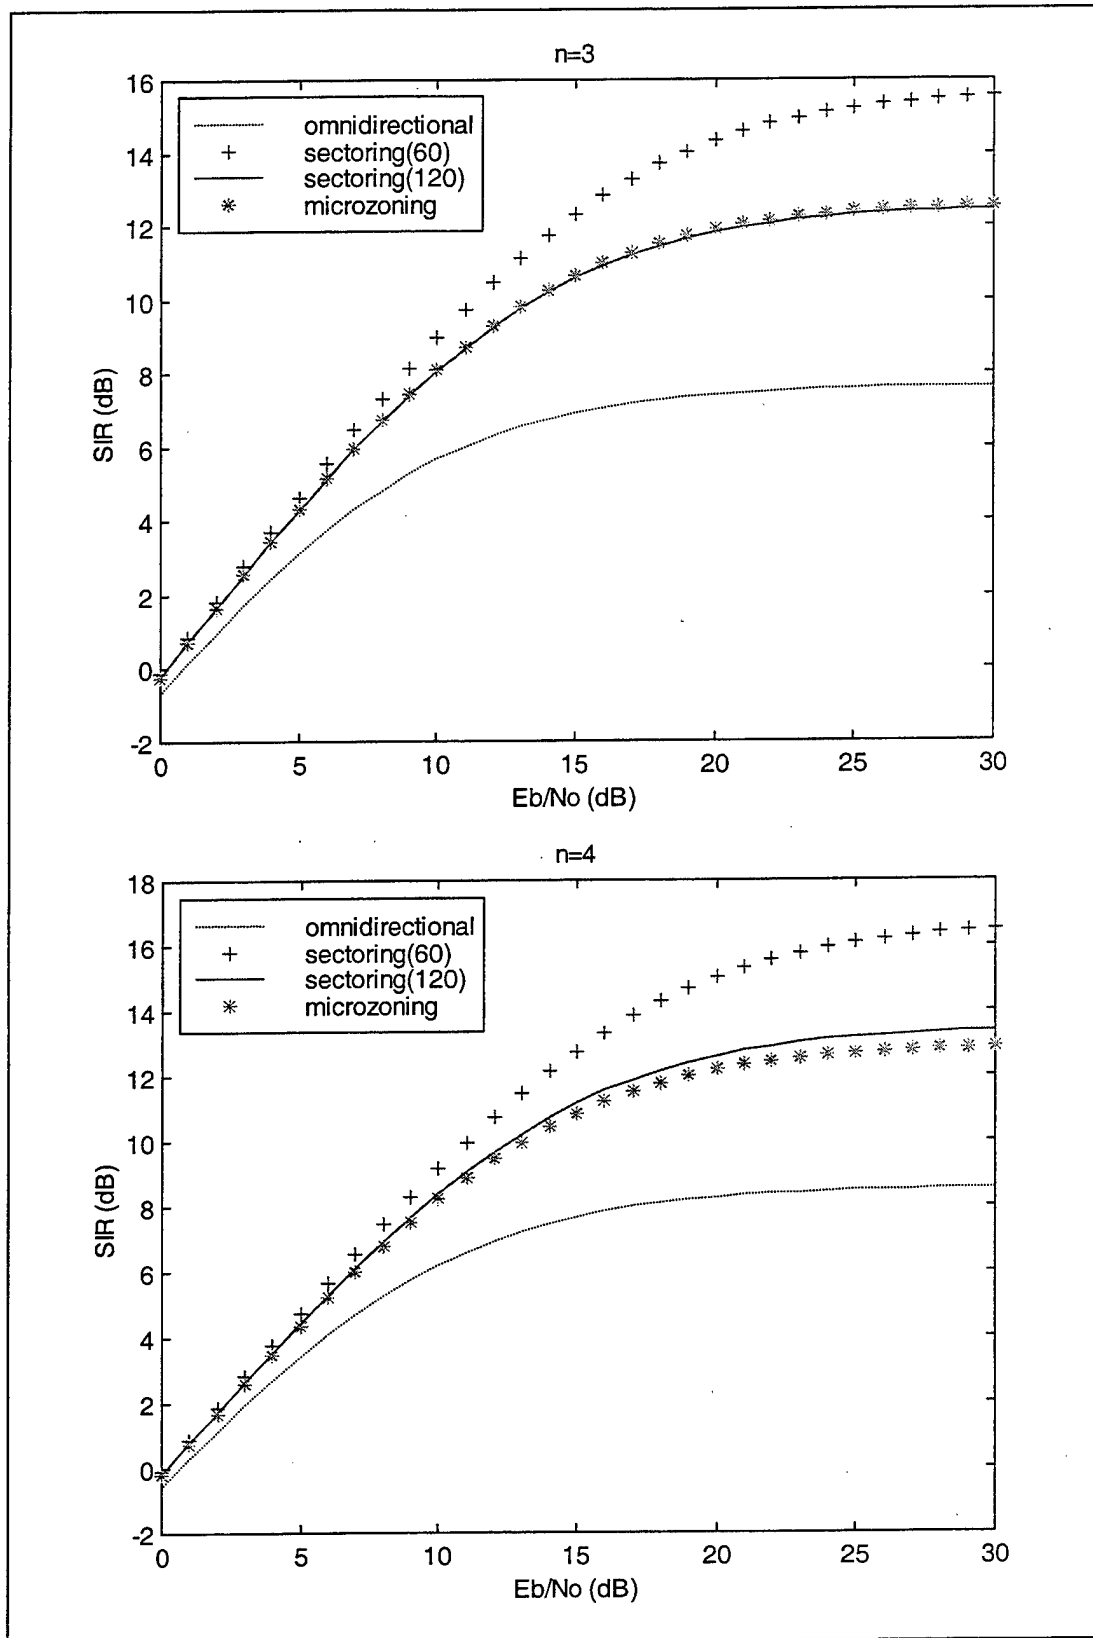 n=3
16
14
12
10
8
6
4
2
0
-2
SIR (dB)
omnidirectional
sectoring(60)
sectoring(120)
microzoning
0 5 10 15 20 25 30
Eb/No (dB)
n=4
18
16
14
12
10
8
6
4
2
0
-2
SIR (dB)
omnidirectional
sectoring(60)
sectoring(120)
microzoning
0 5 10 15 20 25 30
Eb/No (dB)